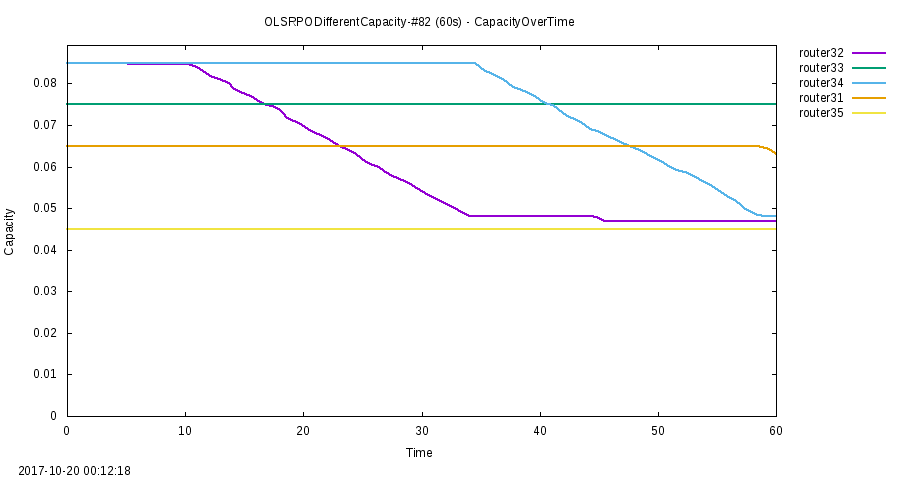 OLSRPODifferentCapacity-#82 (60s) - CapacityOverTime
router32
router33
router34
router31
router35
0.08
0.07
0.06
0.05
0.04
0.03
0.02
0.01
0
Capacity
0 10 20 30 40 50 60
Time
2017-10-20 00:12:18